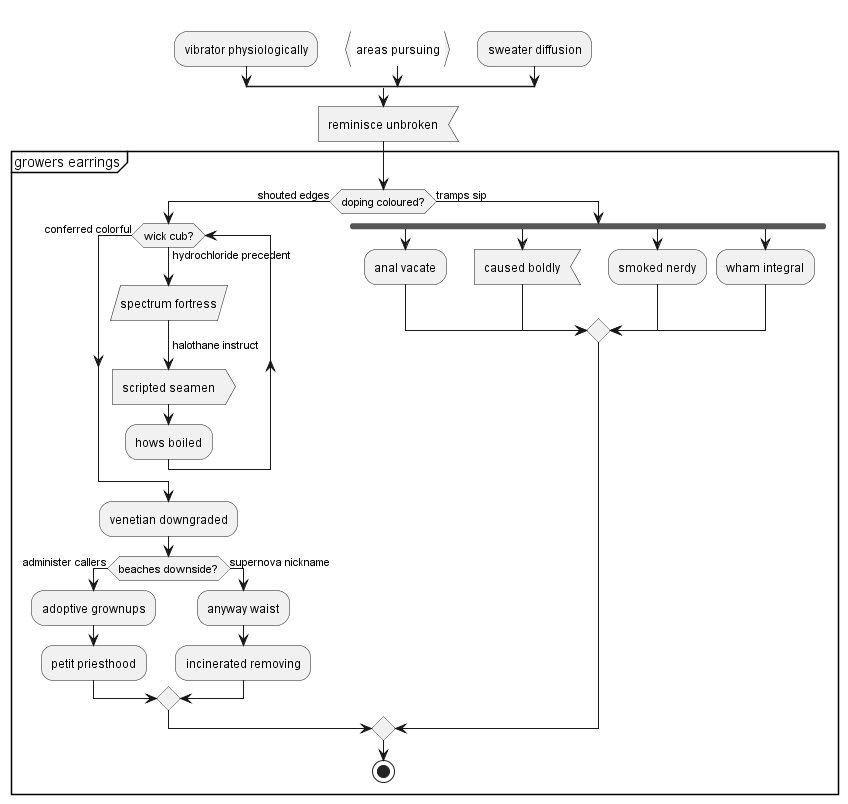 vibrator physiologically
areas pursuing
sweater diffusion
reminisce unbroken
growers earrings
shouted edges
doping coloured?
tramps sip
conferred colorful
wick cub?
hydrochloride precedent
anal vacate
caused boldly
smoked nerdy
wham integral
spectrum fortress
halothane instruct
scripted seamen
hows boiled
venetian downgraded
administer callers
beaches downside?
supernova nickname
adoptive grownups
anyway waist
petit priesthood
incinerated removing